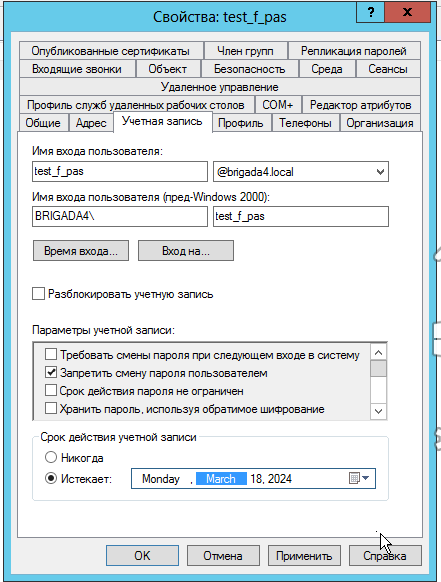 Свойства: test_f_pas
?
x
Опубликованные сертификаты
Член групп
Репликация паролей
Входящие звонки
Объект
Безопасность
Среда
Сеансы
Удаленное управление
Профиль служб удаленных рабочих столов
COM+
Редактор атрибутов
Общие
Адрес
Учетная запись
Профиль
Телефоны
Организация
Имя входа пользователя:
test_f_pas
@brigada4.local
Имя входа пользователя (пред-Windows 2000):
BRIGADA4\
test_f_pas
Время входа...
Вход на...
Разблокировать учетную запись
Параметры учетной записи:
Требовать смены пароля при следующем входе в систему
Запретить смену пароля пользователем
Срок действия пароля не ограничен
Хранить пароль, используя обратимое шифрование
Срок действия учетной записи
Никогда
Истекает:
Monday , March 18, 2024
OK
Отмена
Применить
Справка